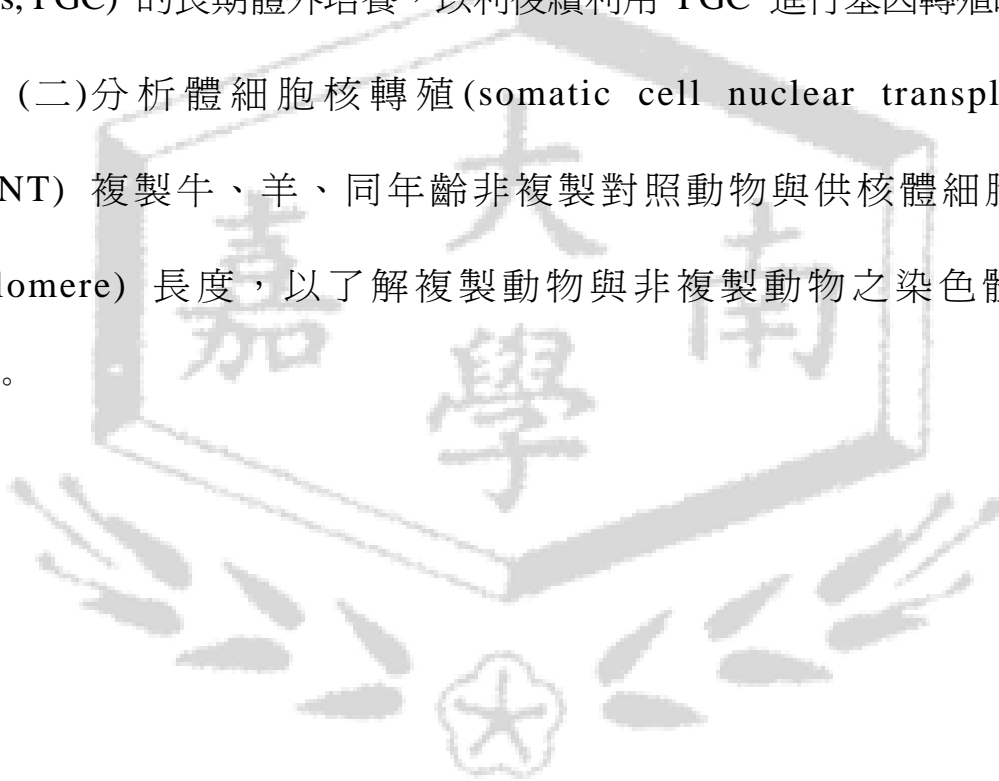 s, PGC) 的長期體外培養，以利後續利用 PGC 進行基因轉殖
(二)分析體細胞核轉殖(somatic cell nuclear transpl
NT) 複製牛、羊、同年齡非複製對照動物與供核體細胞
lomere) 長度，以了解複製動物與非複製動物之染色體
。
大
嘉 南
學